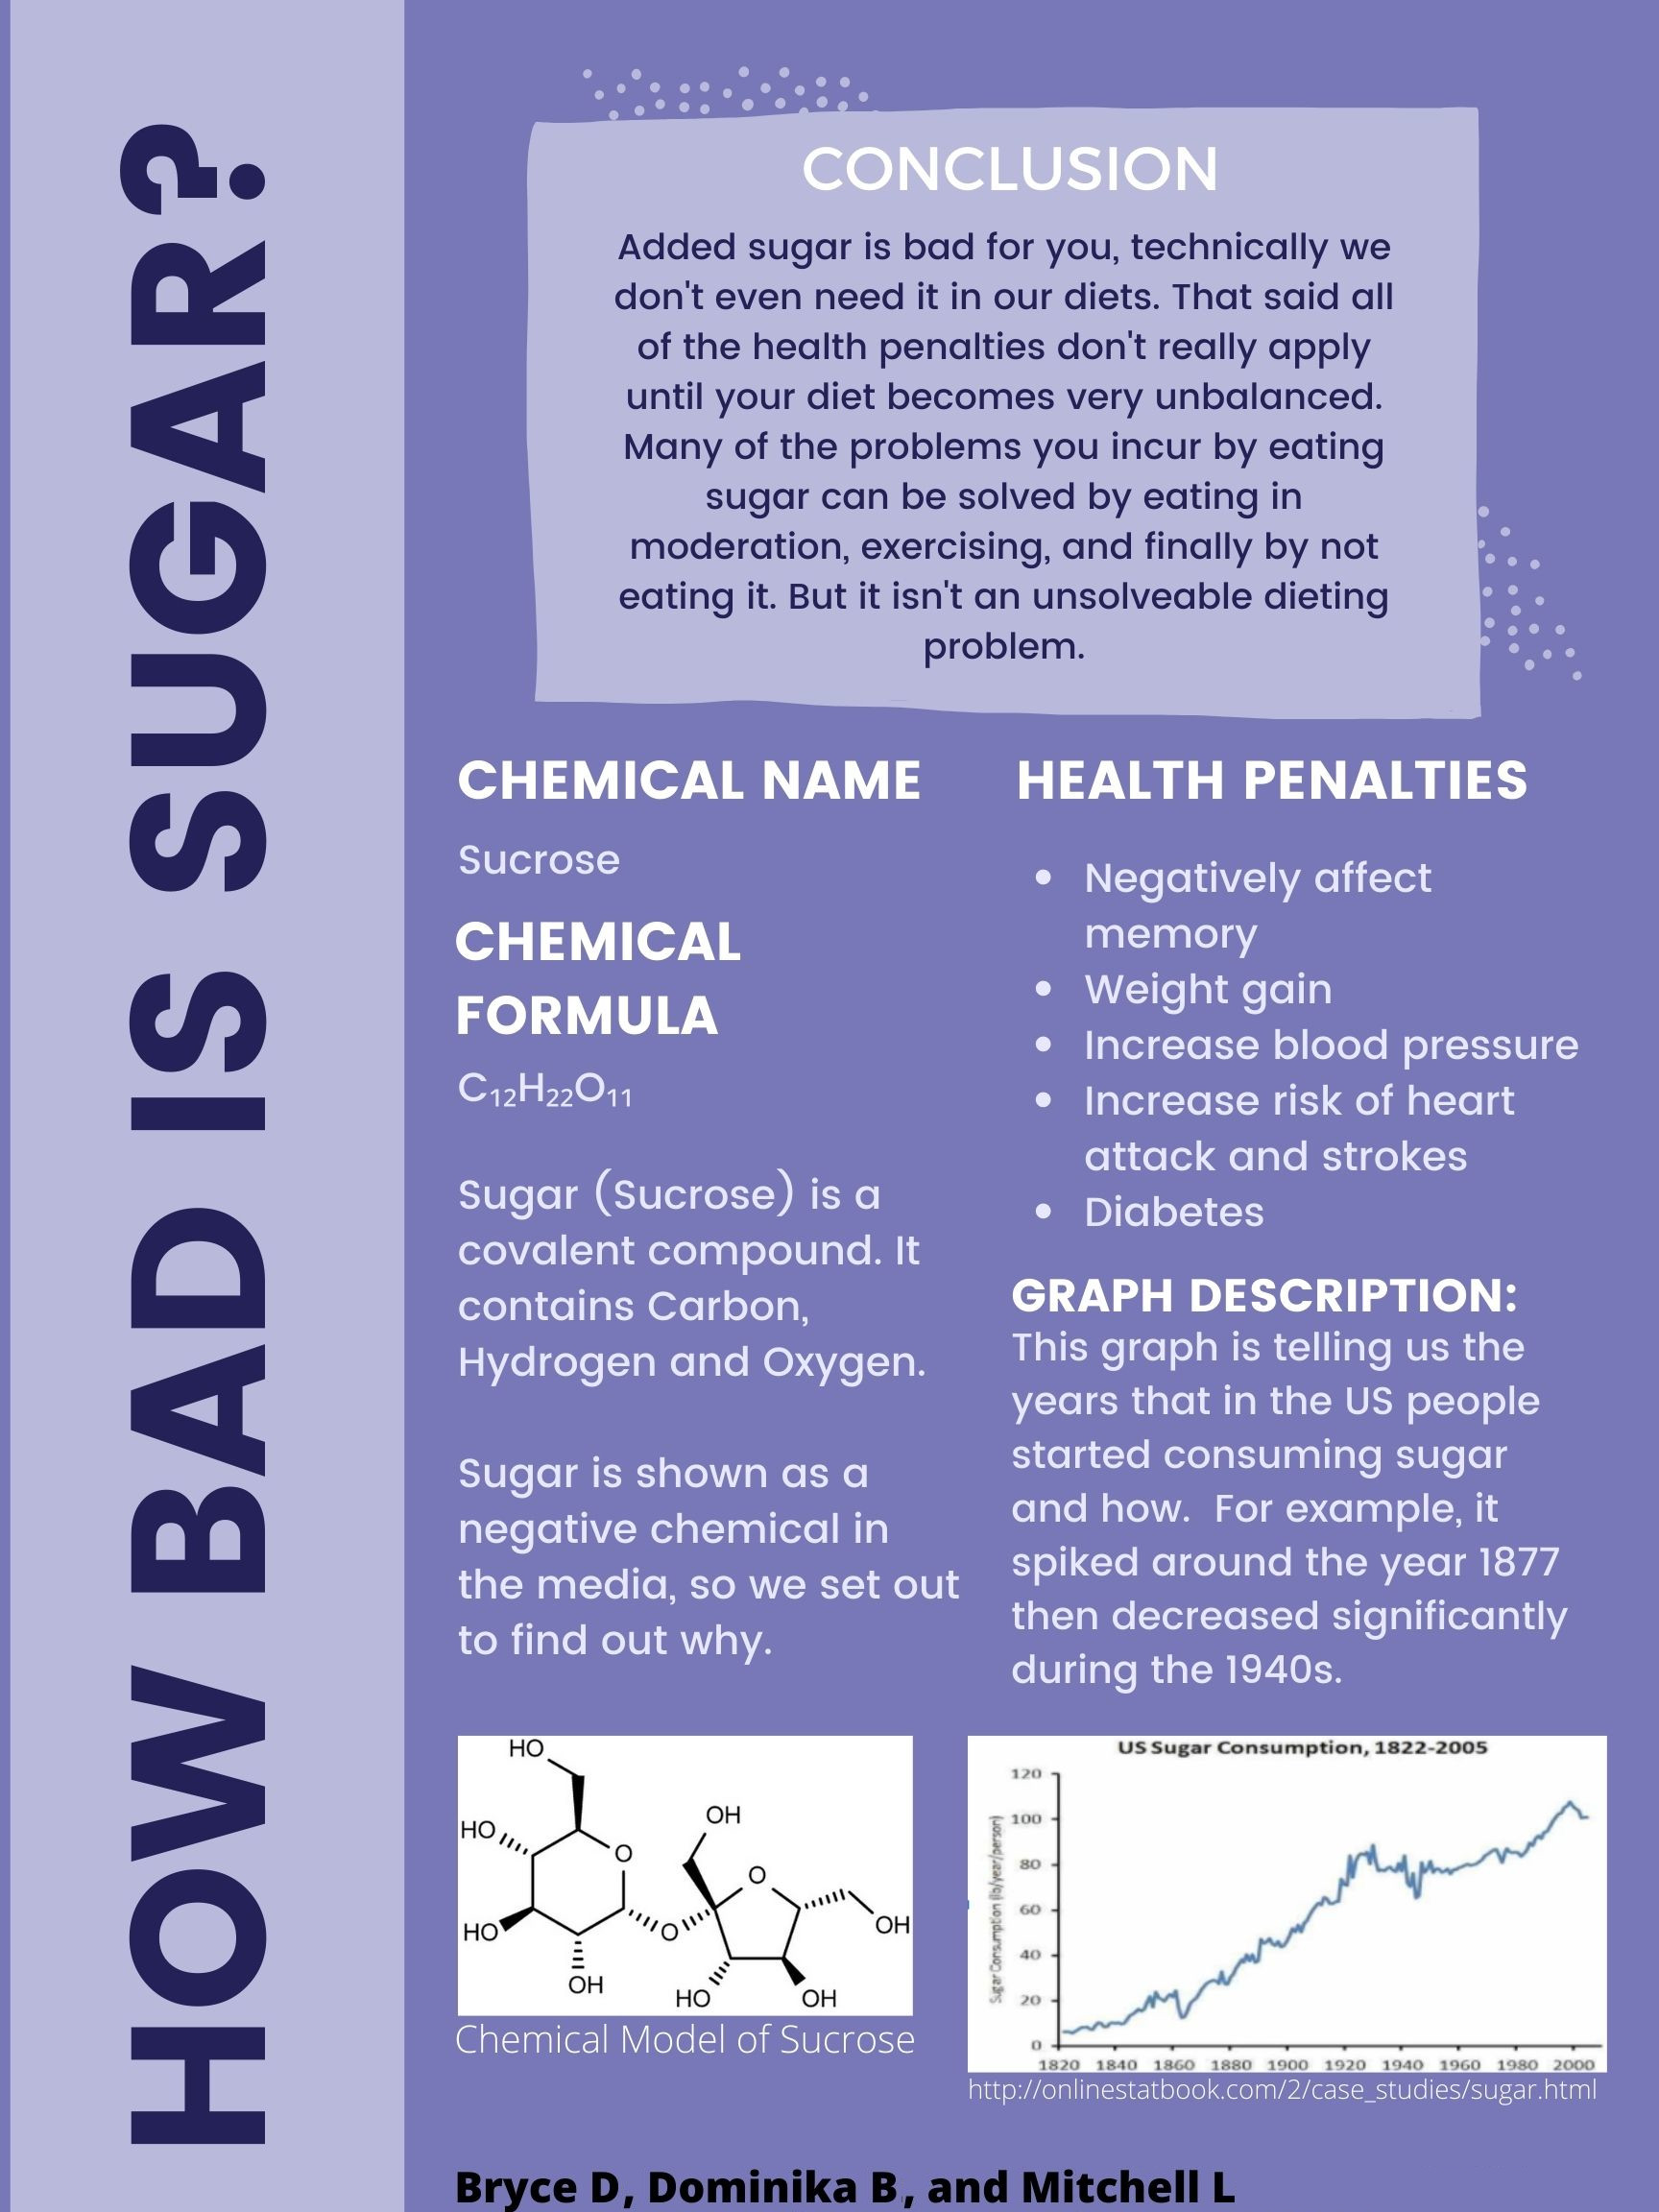 HOW BAD IS SUGAR?
CONCLUSION
Added sugar is bad for you, technically we
don't even need it in our diets. That said all
of the health penalties don't really apply
until your diet becomes very unbalanced.
Many of the problems you incur by eating
sugar can be solved by eating in
moderation, exercising, and finally by not
eating it. But it isn't an unsolveable dieting
problem.
CHEMICAL NAME
Sucrose
CHEMICAL
FORMULA
C₁₂H₂₂O₁₁
Sugar (Sucrose) is a
covalent compound. It
contains Carbon,
Hydrogen and Oxygen.
Sugar is shown as a
negative chemical in
the media, so we set out
to find out why.
HEALTH PENALTIES
• Negatively affect
memory
• Weight gain
• Increase blood pressure
• Increase risk of heart
attack and strokes
• Diabetes
GRAPH DESCRIPTION:
This graph is telling us the
years that in the US people
started consuming sugar
and how. For example, it
spiked around the year 1877
then decreased significantly
during the 1940s.
HO
OH
HO
O
O
HO
O
OH
OH
HO
OH
Chemical Model of Sucrose
US Sugar Consumption, 1822-2005
Sugar Consumption (lb/year/person)
120
100
80
60
40
20
0
1820 1840 1860 1880 1900 1920 1940 1960 1980 2000
http://onlinestatbook.com/2/case_studies/sugar.html
Bryce D, Dominika B, and Mitchell L